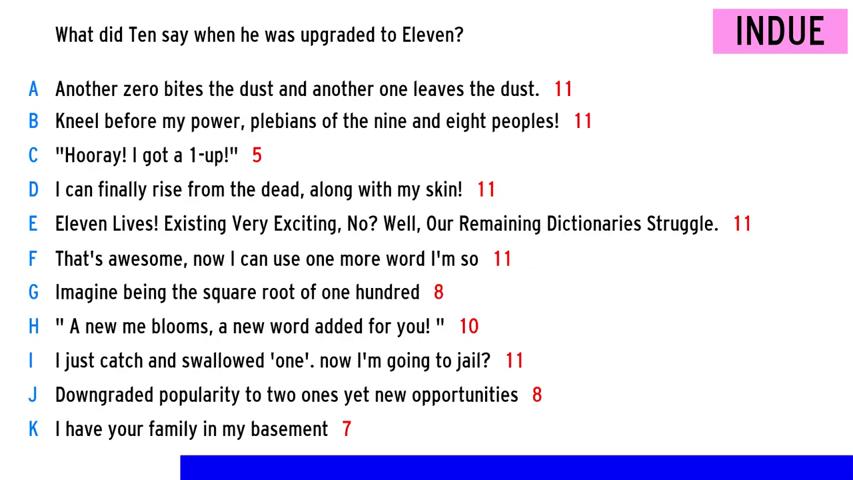 What did Ten say when he was upgraded to Eleven?
INDUE
A Another zero bites the dust and another one leaves the dust. 11
B Kneel before my power, plebians of the nine and eight peoples! 11
C "Hooray! I got a 1-up!" 5
D I can finally rise from the dead, along with my skin! 11
E Eleven Lives! Existing Very Exciting, No? Well, Our Remaining Dictionaries Struggle. 11
F That's awesome, now I can use one more word I'm so 11
G Imagine being the square root of one hundred 8
H " A new me blooms, a new word added for you! " 10
I I just catch and swallowed 'one'. now I'm going to jail? 11
J Downgraded popularity to two ones yet new opportunities 8
K I have your family in my basement 7